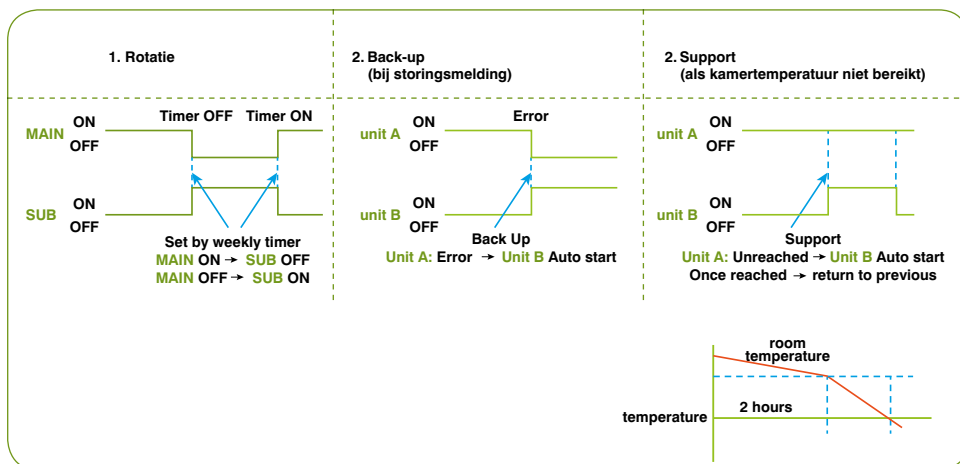 1. Rotatie
2. Back-up
(bij storingsmelding)
2. Support
(als kamertemperatuur niet bereikt)
MAIN
ON
OFF
Timer OFF
Timer ON
SUB
ON
OFF
Set by weekly timer
MAIN ON → SUB OFF
MAIN OFF → SUB ON
unit A
ON
OFF
Error
unit B
ON
OFF
Back Up
Unit A: Error → Unit B Auto start
unit A
ON
OFF
unit B
ON
OFF
Support
Unit A: Unreached → Unit B Auto start
Once reached → return to previous
room
temperature
2 hours
temperature